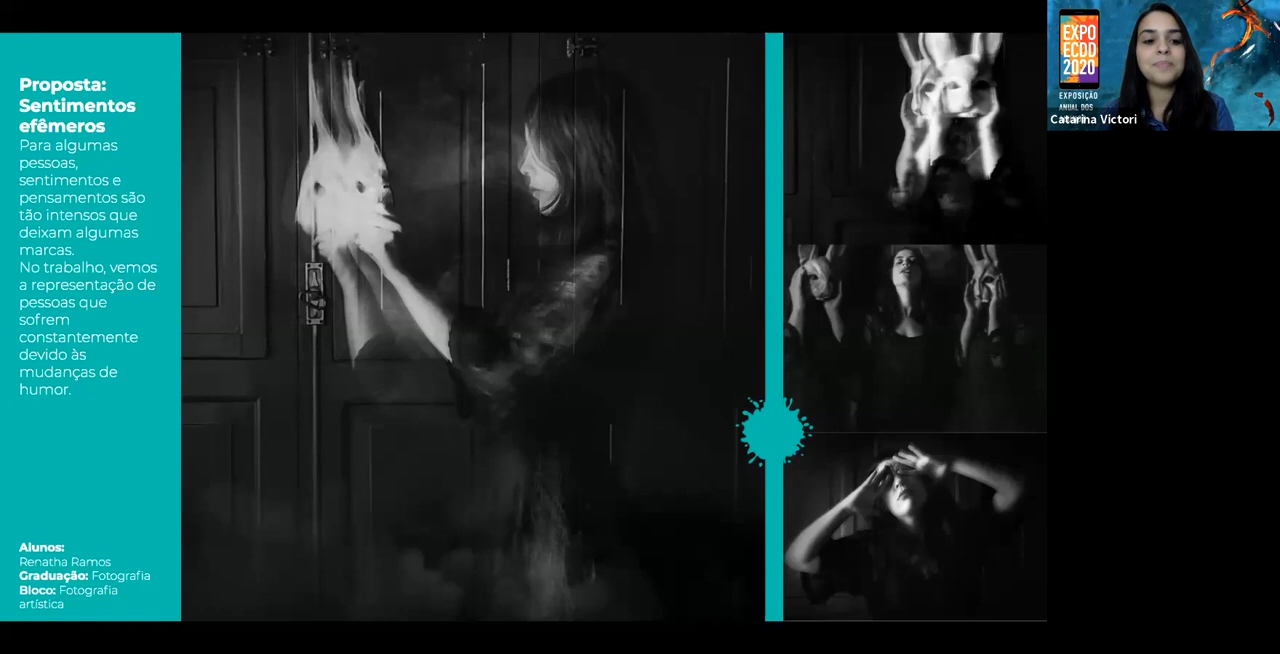 Proposta:
Sentimentos
efêmeros
Para algumas
pessoas,
sentimentos e
pensamentos são
tão intensos que
deixam algumas
marcas.
No trabalho, vemos
a representação de
pessoas que
sofrem
constantemente
devido às
mudanças de
humor.
Alunos:
Renatha Ramos
Graduação: Fotografia
Bloco: Fotografia
artística
EXPO
ECDD
2020
EXPOSIÇÃO
ANUAL DOS
Catarina Victori